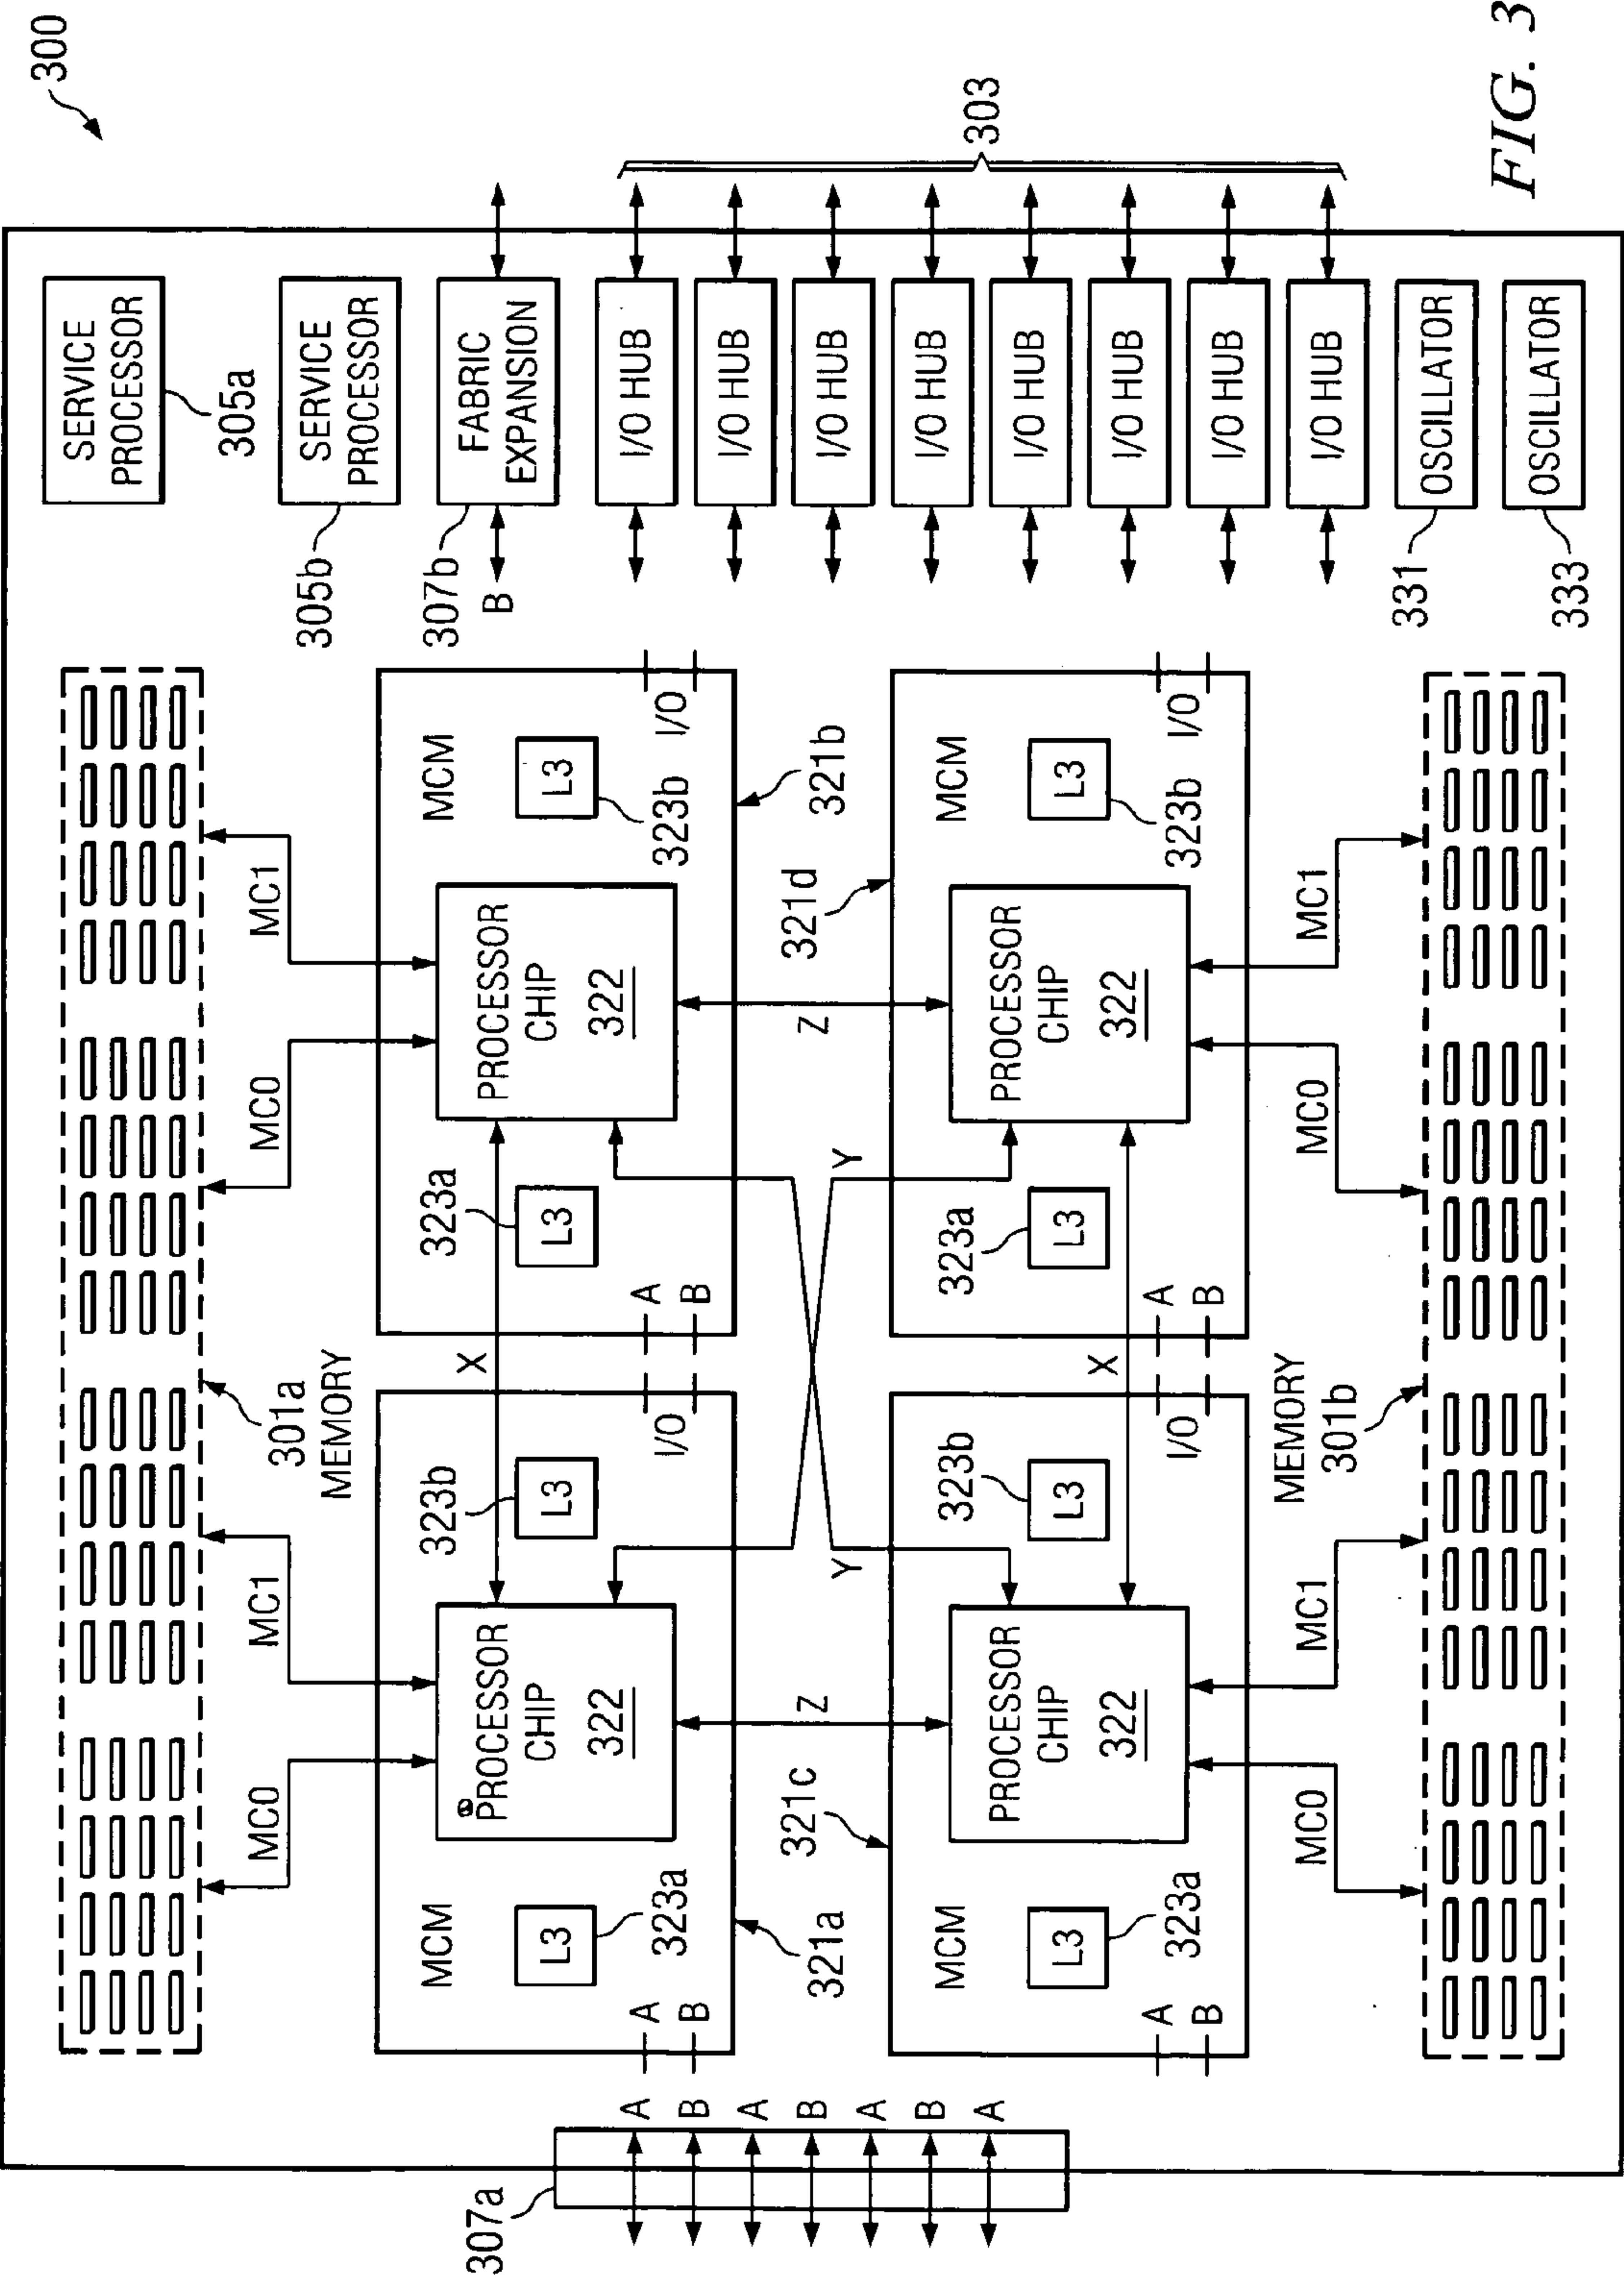 300
SERVICE
PROCESSOR
305a
SERVICE
PROCESSOR
305b
FABRIC
EXPANSION
307b
B
I/O HUB
I/O HUB
I/O HUB
I/O HUB
I/O HUB
I/O HUB
I/O HUB
I/O HUB
303
OSCILLATOR
331
OSCILLATOR
333
301a
MEMORY
MC0
MC1
MC0
MC1
MCM
L3
323a
PROCESSOR
CHIP
322
323b
L3
I/O
A
B
321a
X
MCM
323a
L3
PROCESSOR
CHIP
322
L3
323b
I/O
A
B
321b
Z
Y
Y
Z
321c
MCM
L3
323a
PROCESSOR
CHIP
322
323b
L3
I/O
A
B
X
321d
MCM
323a
L3
PROCESSOR
CHIP
322
L3
323b
I/O
A
B
MC0
MC1
MC0
MC1
MEMORY
301b
307a
A
B
A
B
A
B
A
FIG. 3